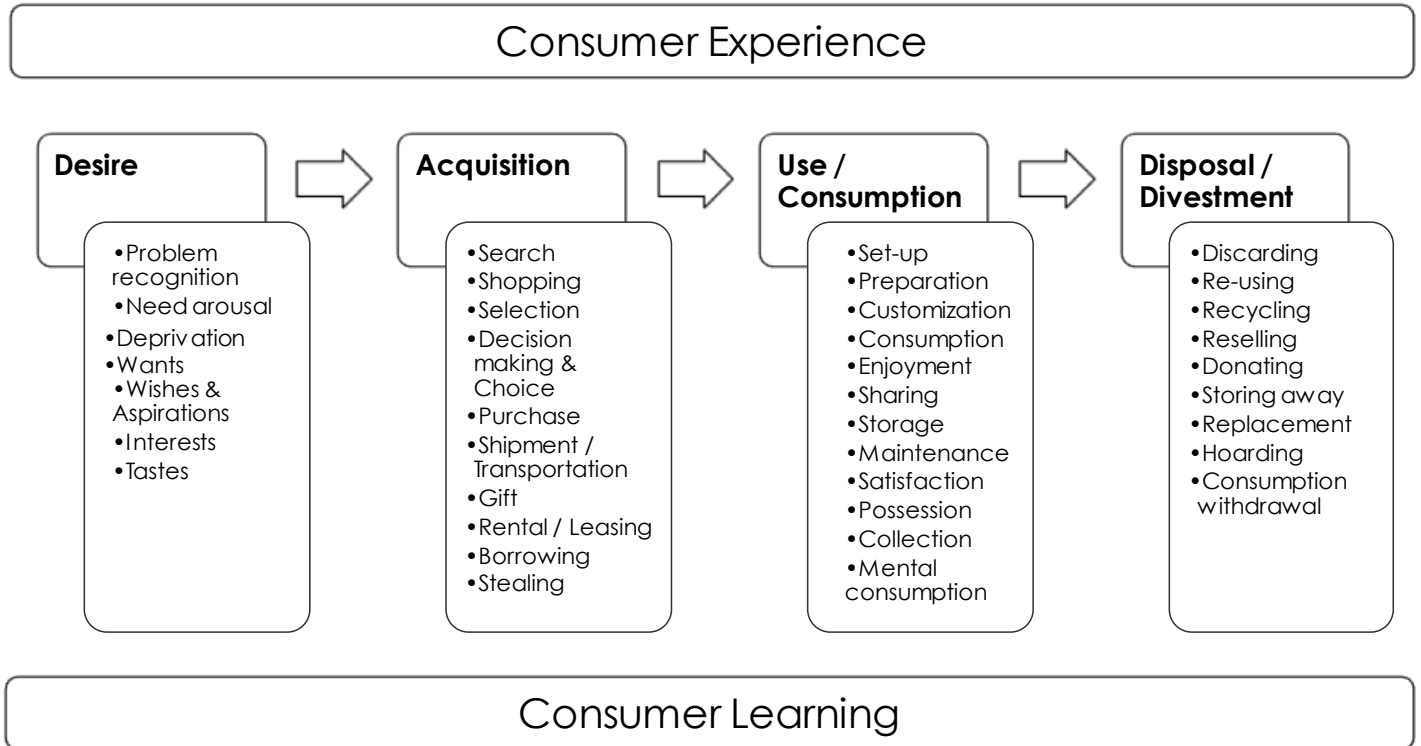 Consumer Experience
Desire
•Problem
recognition
•Need arousal
•Deprivation
•Wants
•Wishes &
Aspirations
•Interests
•Tastes
Acquisition
•Search
•Shopping
•Selection
•Decision
making &
Choice
•Purchase
•Shipment /
Transportation
•Gift
•Rental / Leasing
•Borrowing
•Stealing
Use /
Consumption
•Set-up
•Preparation
•Customization
•Consumption
•Enjoyment
•Sharing
•Storage
•Maintenance
•Satisfaction
•Possession
•Collection
•Mental
consumption
Disposal /
Divestment
•Discarding
•Re-using
•Recycling
•Reselling
•Donating
•Storing away
•Replacement
•Hoarding
•Consumption
withdrawal
Consumer Learning